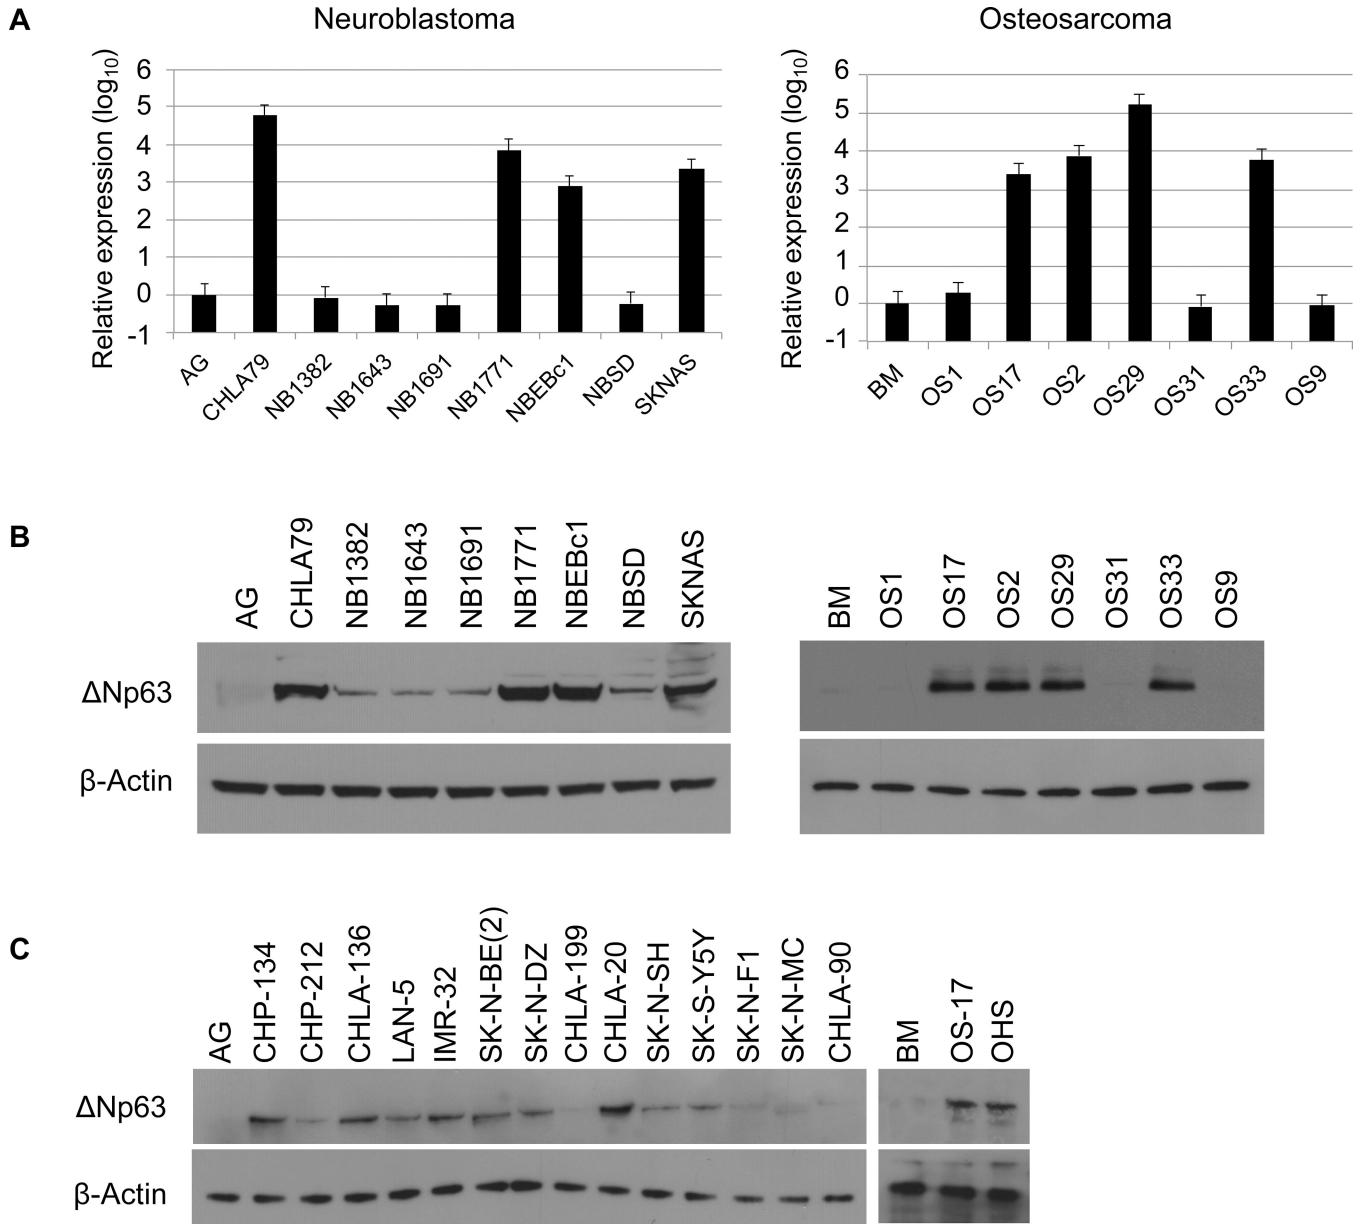 A
Neuroblastoma
Osteosarcoma
Relative expression (log10)
6
5
4
3
2
1
0
-1
AG
CHLA79
NB1382
NB1643
NB1691
NB1771
NBEBc1
NBSD
SKNAS
Relative expression (log10)
6
5
4
3
2
1
0
-1
BM
OS1
OS17
OS2
OS29
OS31
OS33
OS9
B
AG
CHLA79
NB1382
NB1643
NB1691
NB1771
NBEBc1
NBSD
SKNAS
BM
OS1
OS17
OS2
OS29
OS31
OS33
OS9
ΔNp63
β-Actin
C
AG
CHP-134
CHP-212
CHLA-136
LAN-5
IMR-32
SK-N-BE(2)
SK-N-DZ
CHLA-199
CHLA-20
SK-N-SH
SK-S-Y5Y
SK-N-F1
SK-N-MC
CHLA-90
BM
OS-17
OHS
ΔNp63
β-Actin